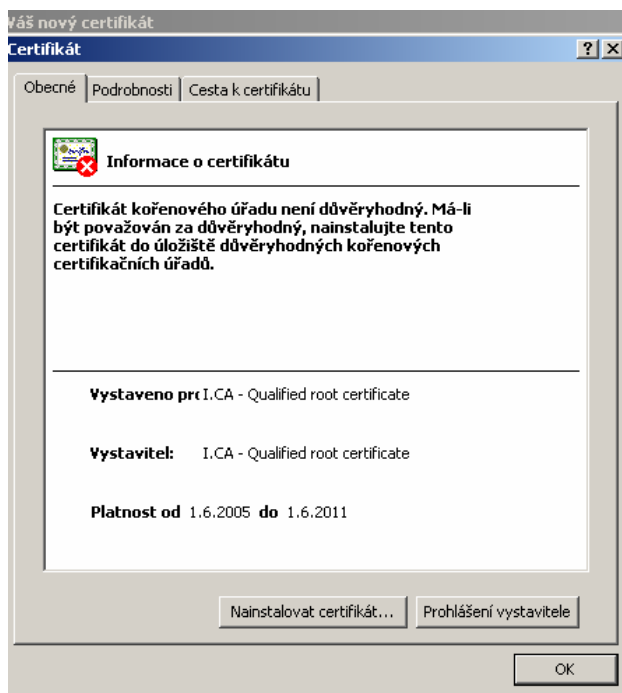 Váš nový certifikát
Certifikát
Obecné Podrobnosti Cesta k certifikátu
Informace o certifikátu
Certifikát kořenového úřadu není důvěryhodný. Má-li
být považován za důvěryhodný, nainstalujte tento
certifikát do úložiště důvěryhodných kořenových
certifikačních úřadů.
Vystaveno pro I.CA - Qualified root certificate
Vystavitel: I.CA - Qualified root certificate
Platnost od 1.6.2005 do 1.6.2011
Nainstalovat certifikát... Prohlášení vystavitele
OK